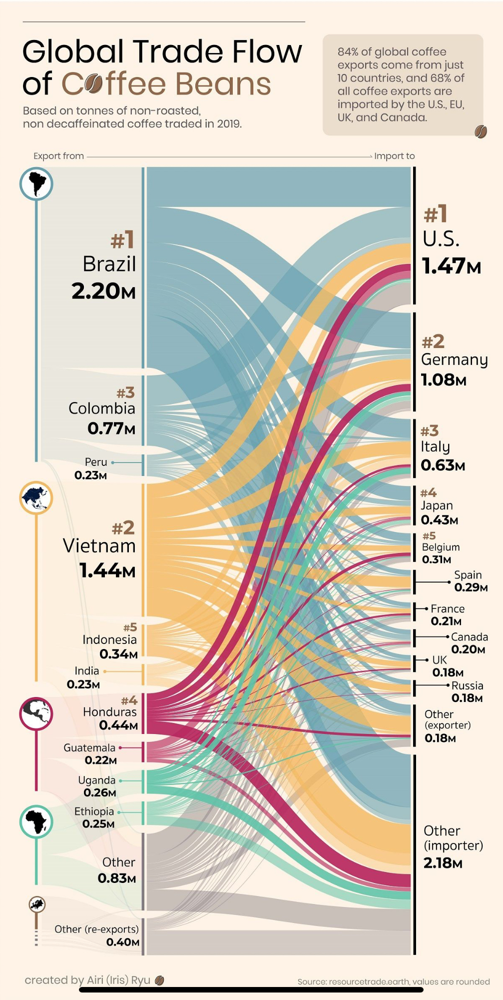 Global Trade Flow
of Coffee Beans
Based on tonnes of non-roasted,
non decaffeinated coffee traded in 2019.
84% of global coffee
exports come from just
10 countries, and 68% of
all coffee exports are
imported by the U.S., EU,
UK, and Canada.
Export from
Import to
#1
Brazil
2.20M
#3
Colombia
0.77M
Peru
0.23M
#2
Vietnam
1.44M
#5
Indonesia
0.34M
India
0.23M
#4
Honduras
0.44M
Guatemala
0.22M
Uganda
0.26M
Ethiopia
0.25M
Other
0.83M
Other (re-exports)
0.40M
#1
U.S.
1.47M
#2
Germany
1.08M
#3
Italy
0.63M
#4
Japan
0.43M
#5
Belgium
0.31M
Spain
0.29M
France
0.21M
Canada
0.20M
UK
0.18M
Russia
0.18M
Other
(exporter)
0.18M
Other
(importer)
2.18M
created by Airi (Iris) Ryu
Source: resourcetrade.earth, values are rounded